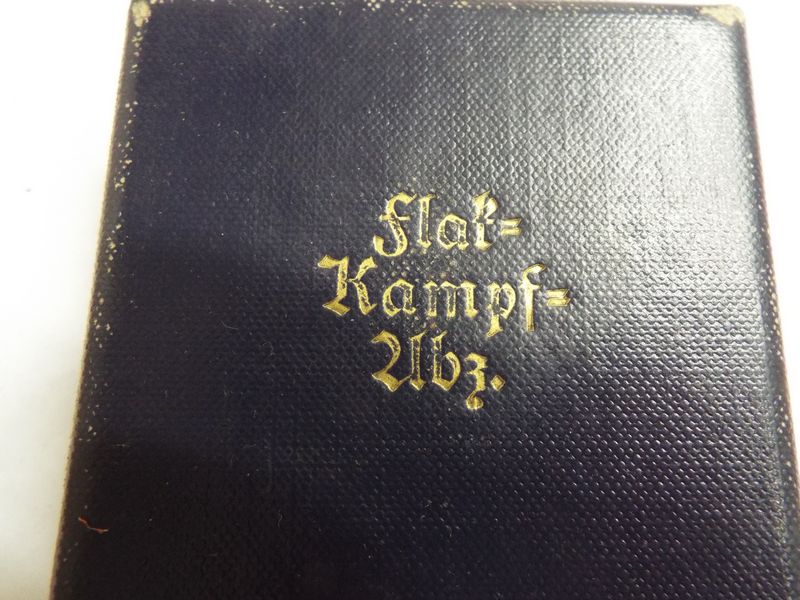 Flak=
Kampf=
Abz.